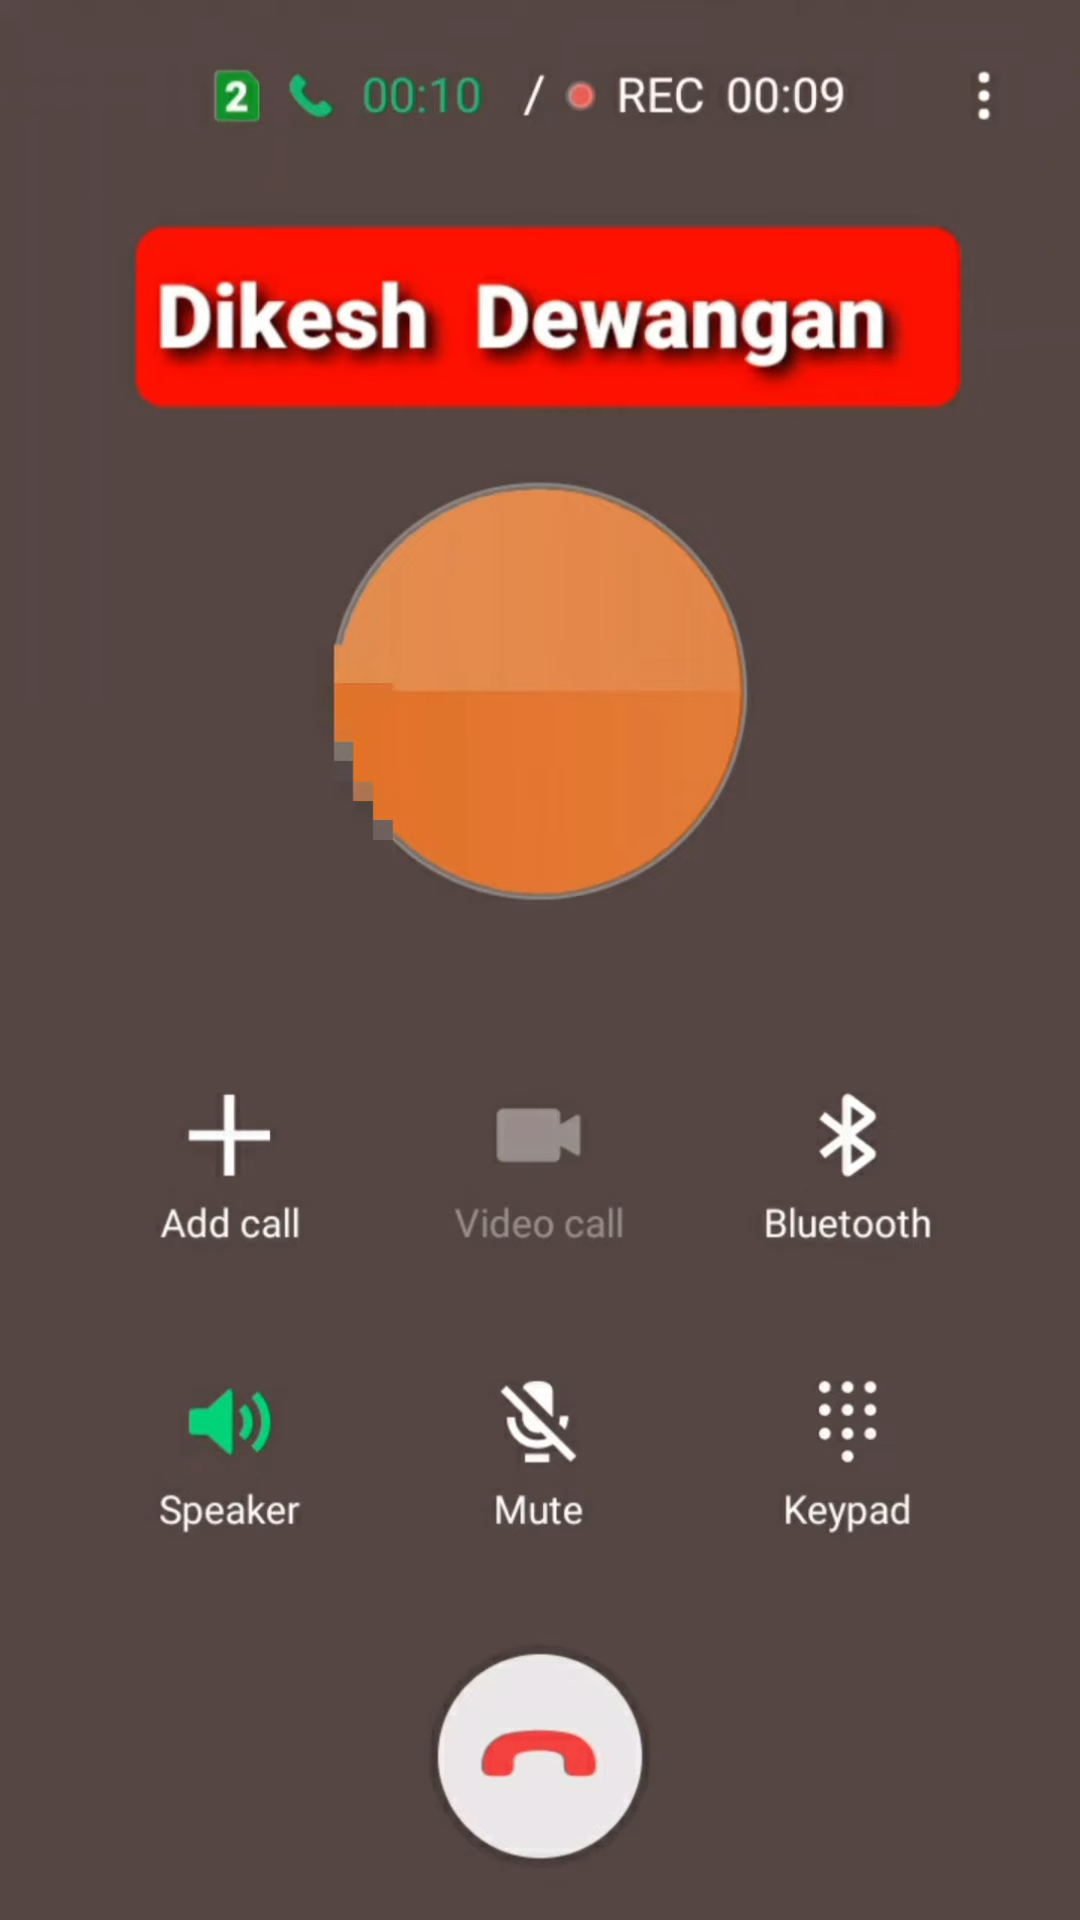 2 00:10 / REC 00:09
Dikesh Dewangan
Add call Video call Bluetooth
Speaker Mute Keypad